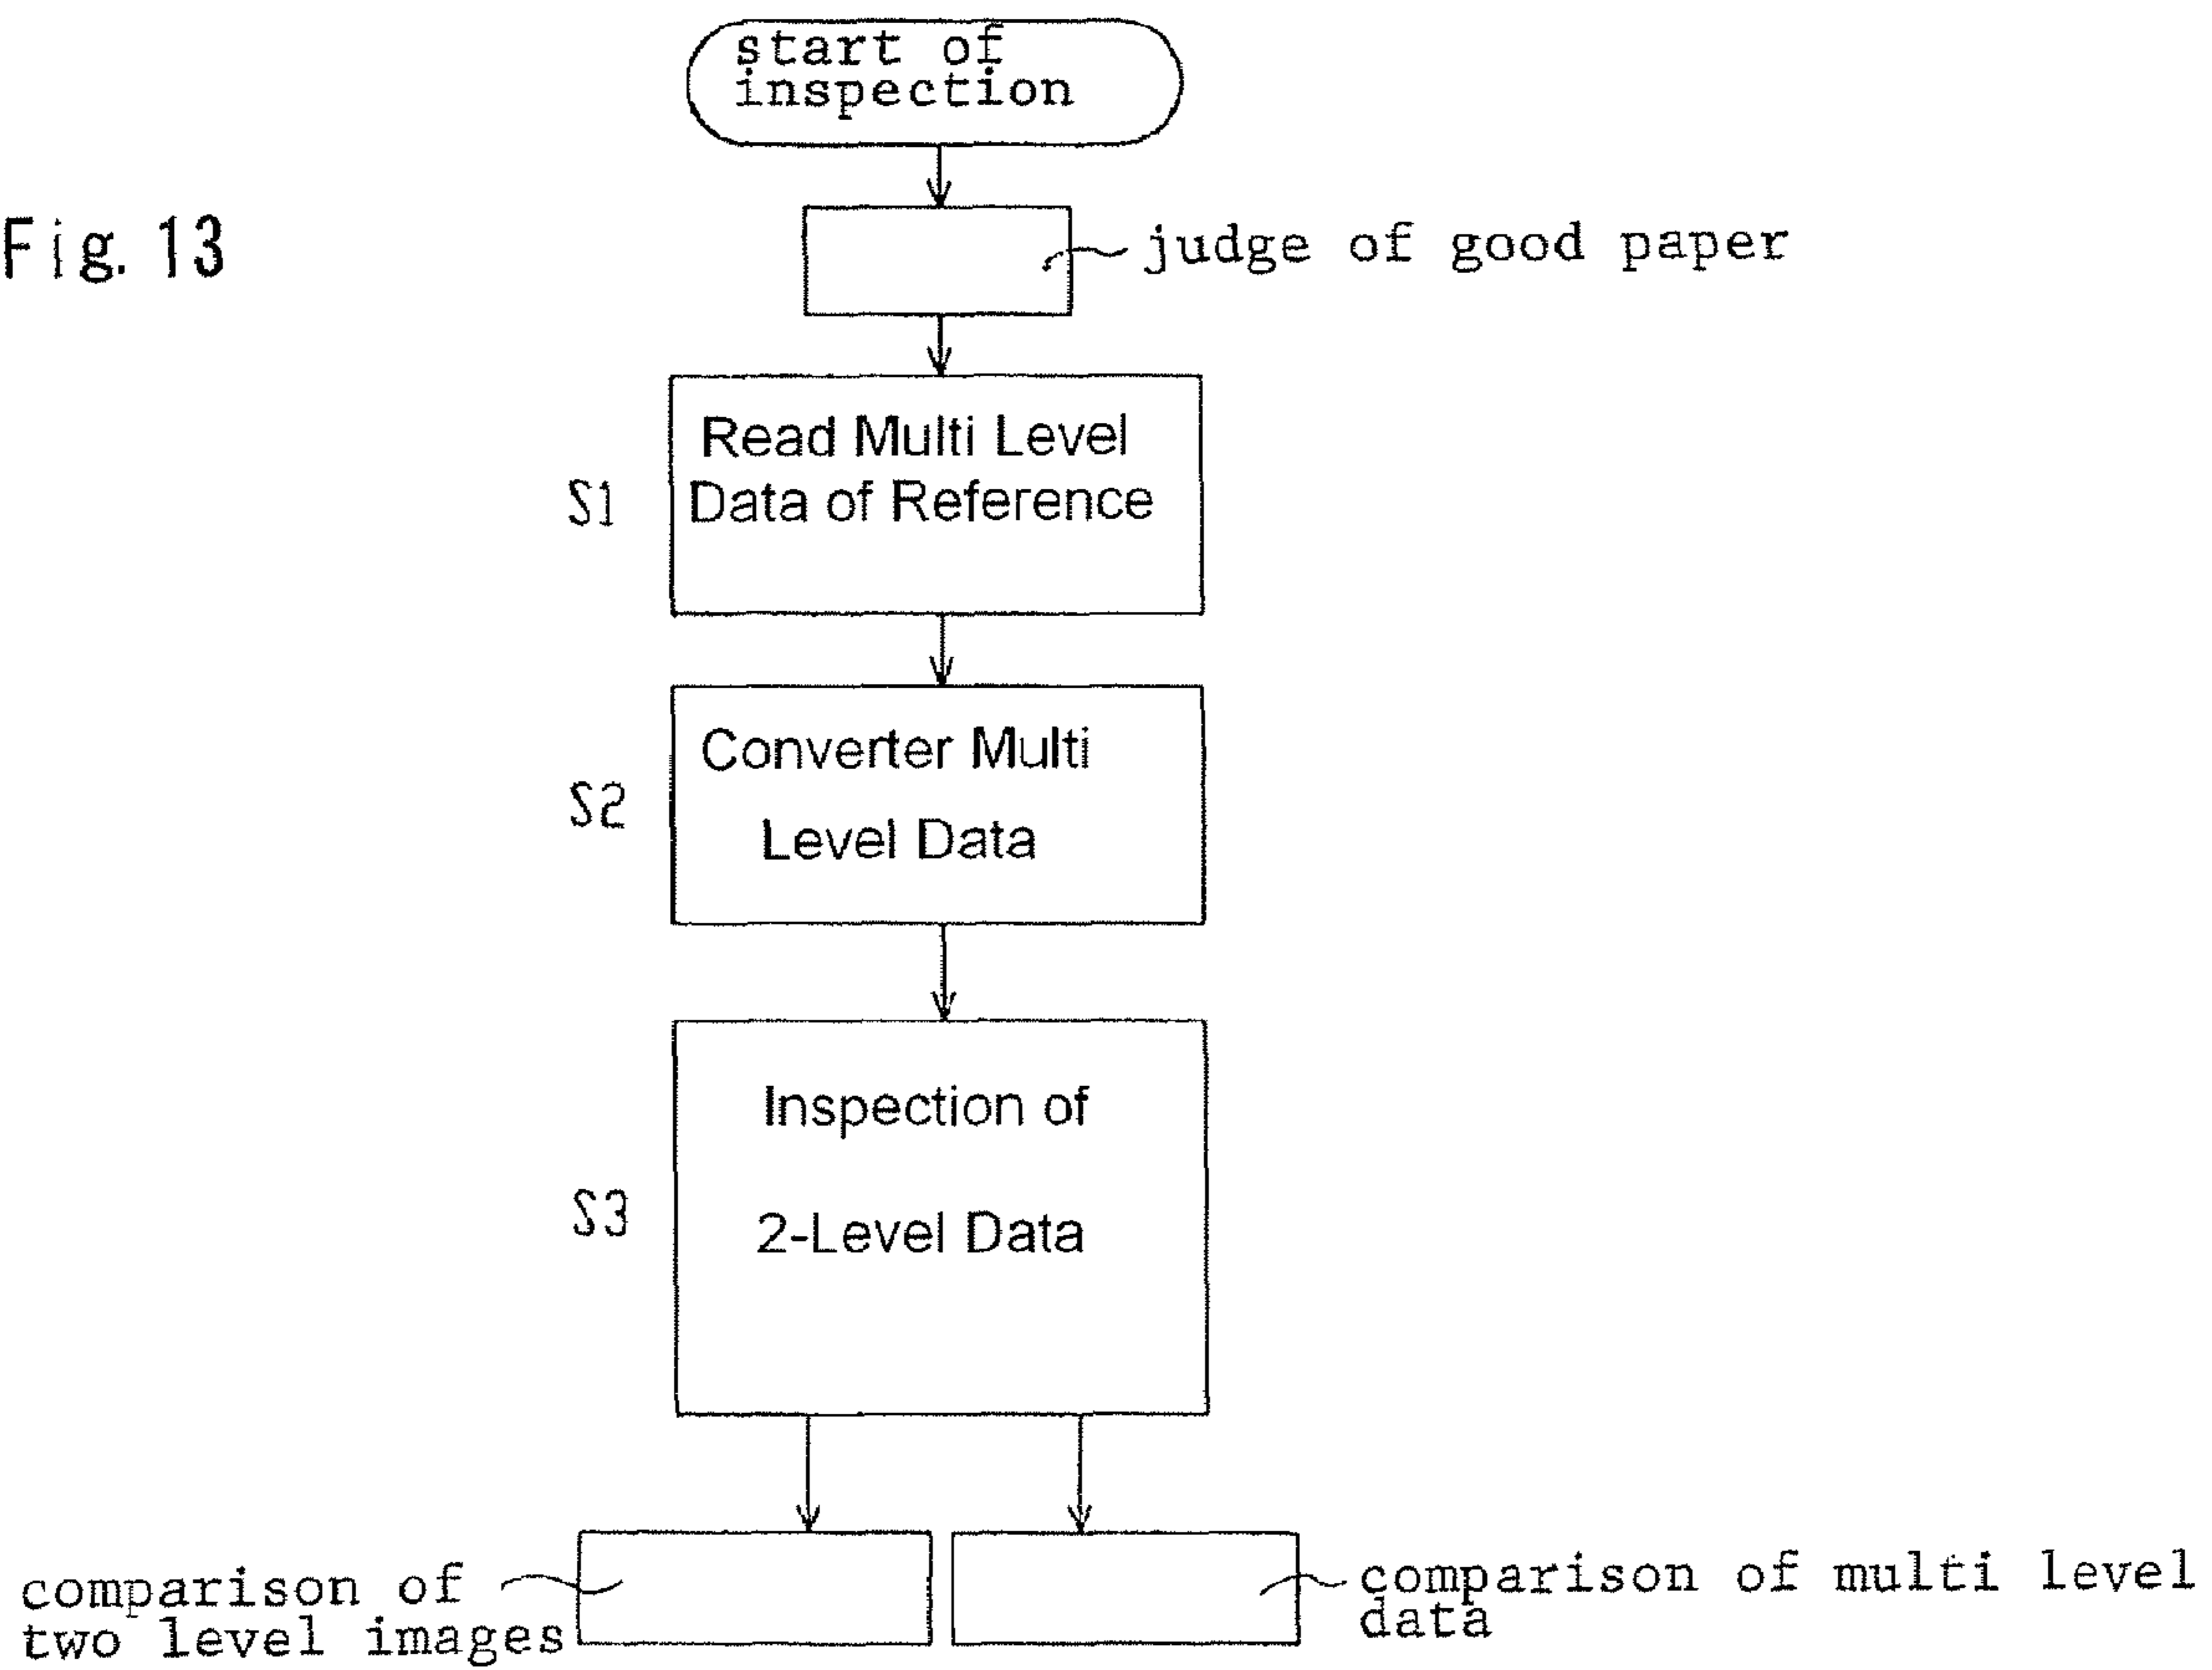 start of
inspection
Fig. 13
judge of good paper
Read Multi Level
Data of Reference
S1
Converter Multi
Level Data
S2
Inspection of
2-Level Data
S3
comparison of
two level images
comparison of multi level
data